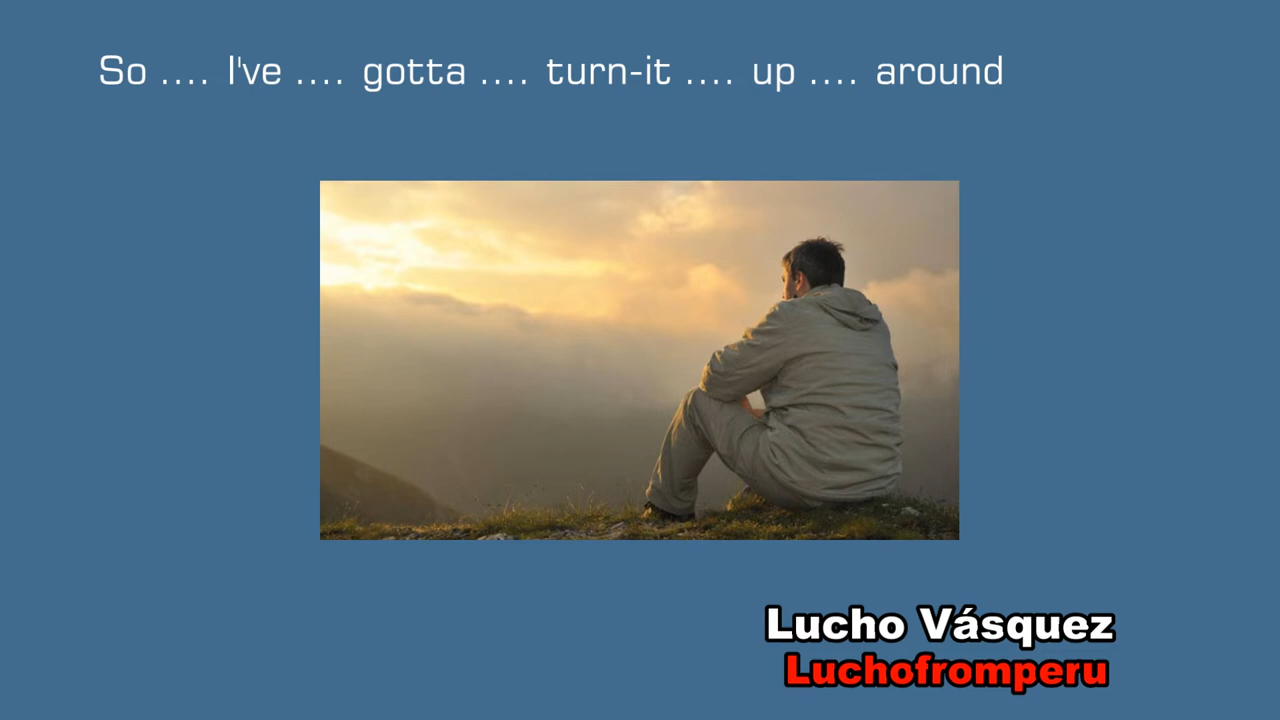 So .... I've .... gotta .... turn-it .... up .... around
Lucho Vásquez
Luchofromperu